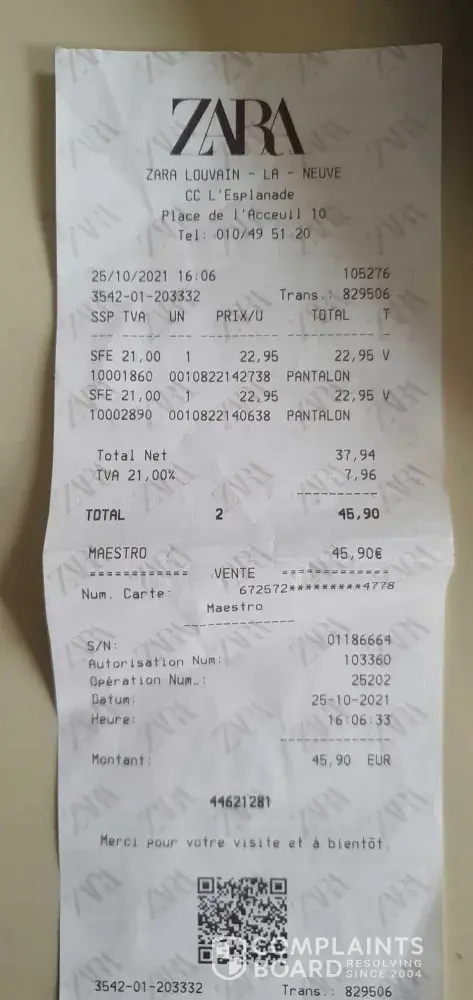 ZARA
ZARA LOUVAIN - LA - NEUVE
CC L'Esplanade
Place de l'Acceuil 10
Tel: 010/49 51 20
25/10/2021 16:06 105276
3542-01-203332 Trans.: 829506
SSP TVA UN PRIX/U TOTAL T
SFE 21,00 1 22,95 22,95 V
10001860 0010822142738 PANTALON
SFE 21,00 1 22,95 22,95 V
10002890 0010822140638 PANTALON
Total Net 37,94
TVA 21,00% 7,96
TOTAL 2 45,90
MAESTRO 45,90€
============ VENTE =============
Num. Carte: 672572*********4778
Maestro
S/N: 01186664
Autorisation Num: 103360
Opération Num.: 25202
Datum: 25-10-2021
Heure: 16:06:33
Montant: 45,90 EUR
44621281
Merci pour votre visite et à bientôt.
COMPLAINTS
BOARD RESOLVING SINCE 2004
3542-01-203332 Trans.: 829506